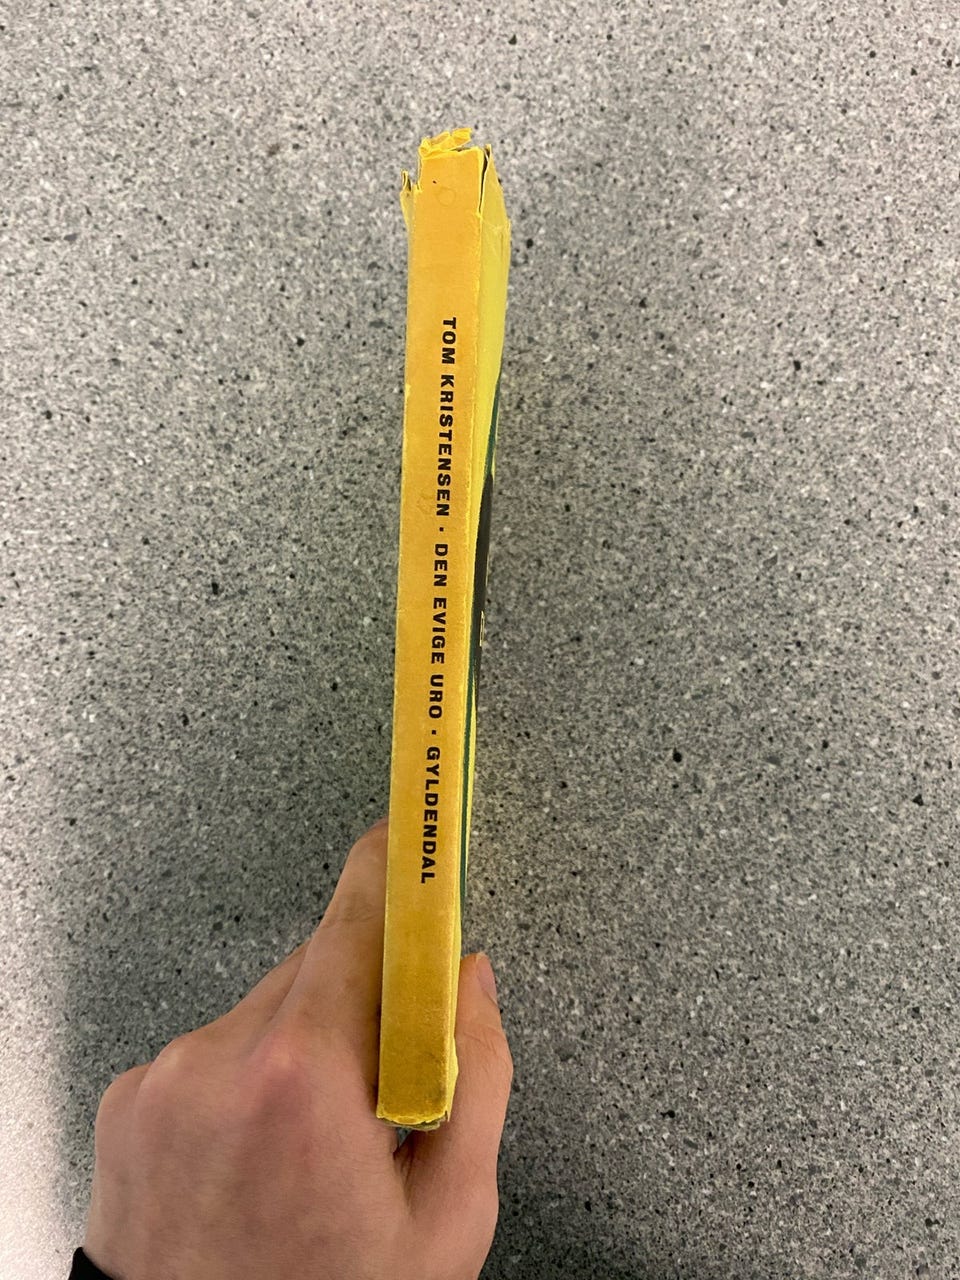 TOM KRISTENSEN · DEN EVIGE URO · GYLDENDAL